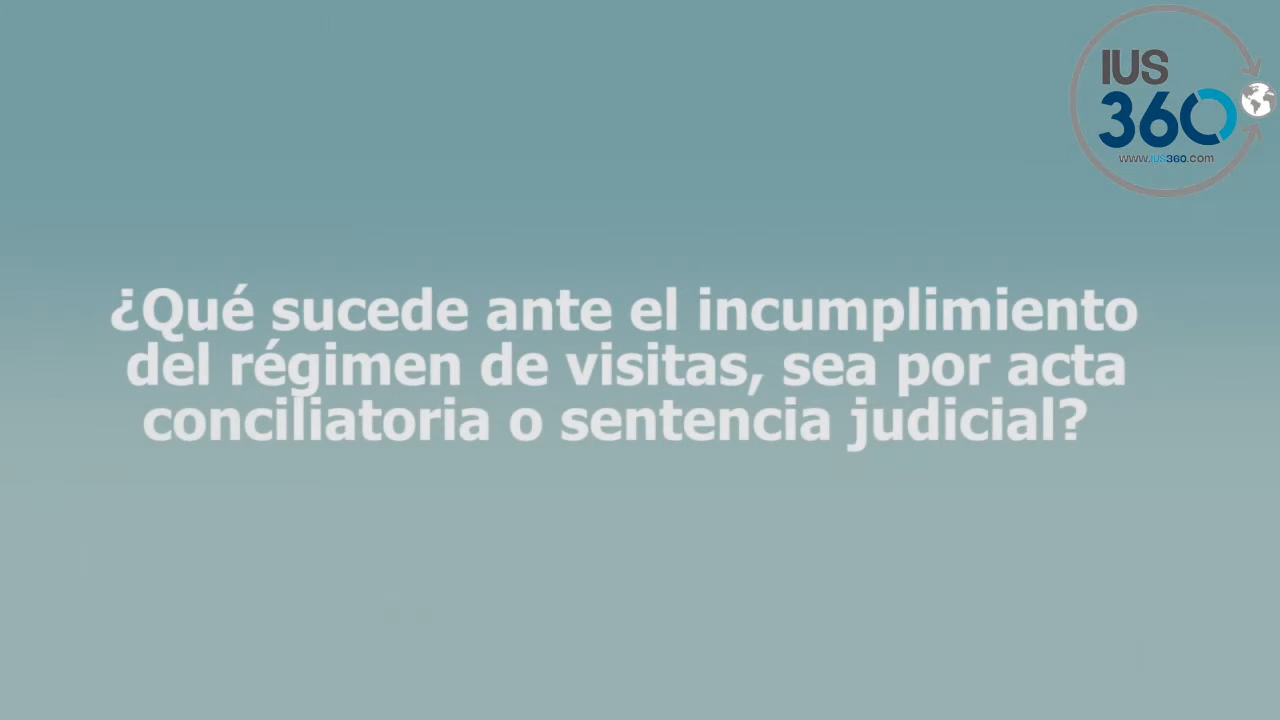 IUS
360
www.ius360.com
¿Qué sucede ante el incumplimiento
del régimen de visitas, sea por acta
conciliatoria o sentencia judicial?